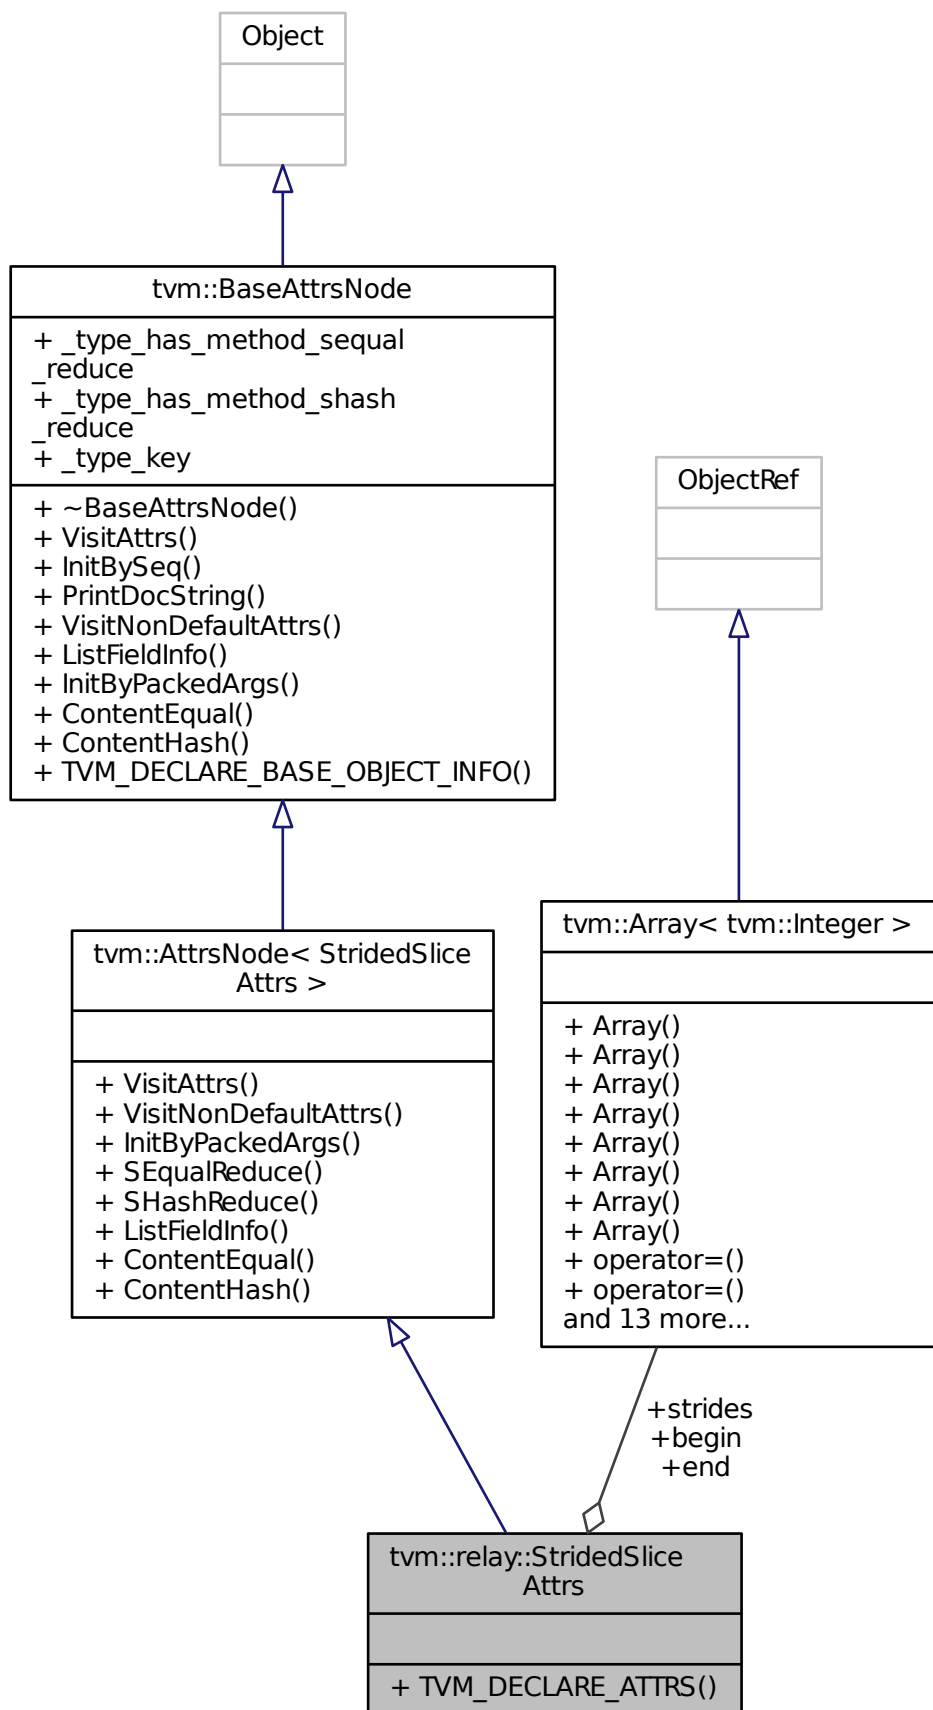 Object
tvm::BaseAttrsNode
+ _type_has_method_sequal
_reduce
+ _type_has_method_shash
_reduce
+ _type_key
+ ~BaseAttrsNode()
+ VisitAttrs()
+ InitBySeq()
+ PrintDocString()
+ VisitNonDefaultAttrs()
+ ListFieldInfo()
+ InitByPackedArgs()
+ ContentEqual()
+ ContentHash()
+ TVM_DECLARE_BASE_OBJECT_INFO()
ObjectRef
tvm::AttrsNode< StridedSlice
Attrs >
+ VisitAttrs()
+ VisitNonDefaultAttrs()
+ InitByPackedArgs()
+ SEqualReduce()
+ SHashReduce()
+ ListFieldInfo()
+ ContentEqual()
+ ContentHash()
tvm::Array< tvm::Integer >
+ Array()
+ Array()
+ Array()
+ Array()
+ Array()
+ Array()
+ Array()
+ Array()
+ operator=()
+ operator=()
and 13 more...
+strides
+begin
+end
tvm::relay::StridedSlice
Attrs
+ TVM_DECLARE_ATTRS()